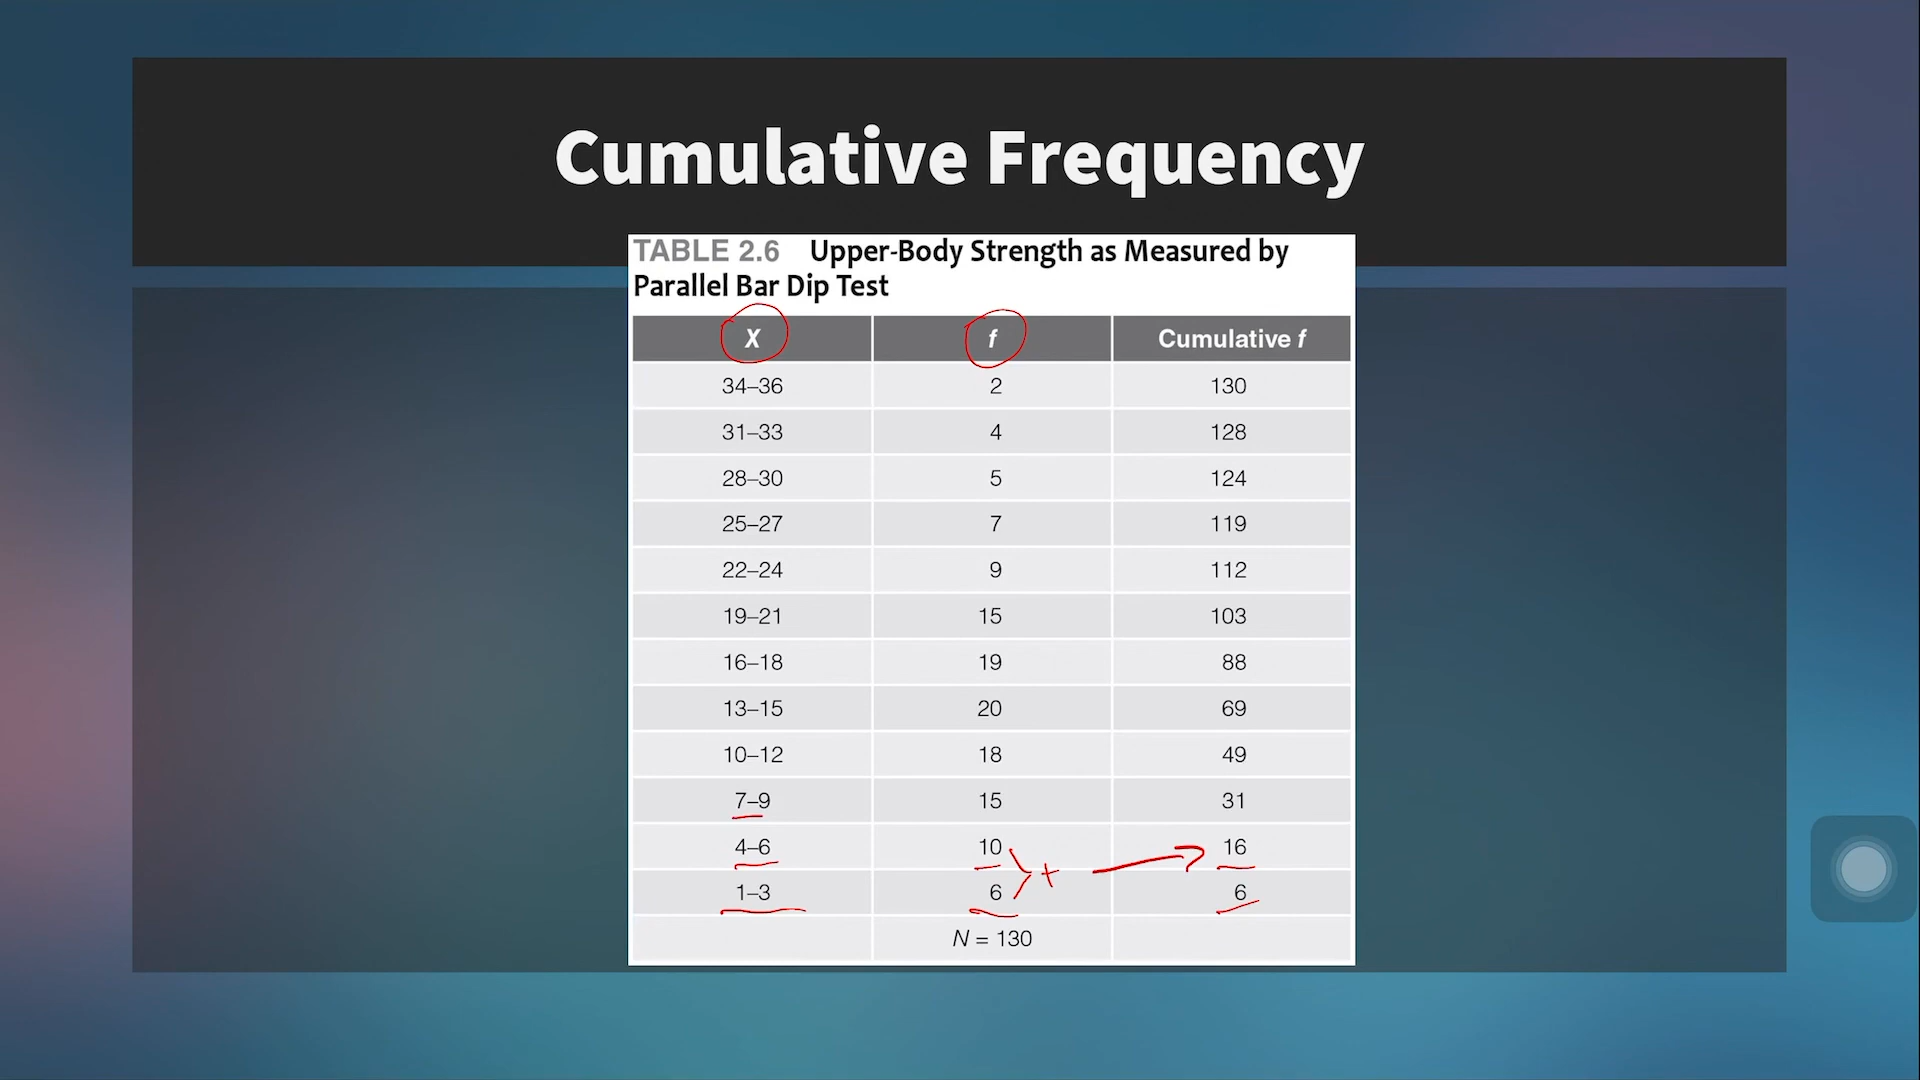 Cumulative Frequency
TABLE 2.6 Upper-Body Strength as Measured by
Parallel Bar Dip Test
X f Cumulative f
34–36 2 130
31–33 4 128
28–30 5 124
25–27 7 119
22–24 9 112
19–21 15 103
16–18 19 88
13–15 20 69
10–12 18 49
7–9 15 31
4–6 10 16
+
1–3 6 6
N = 130